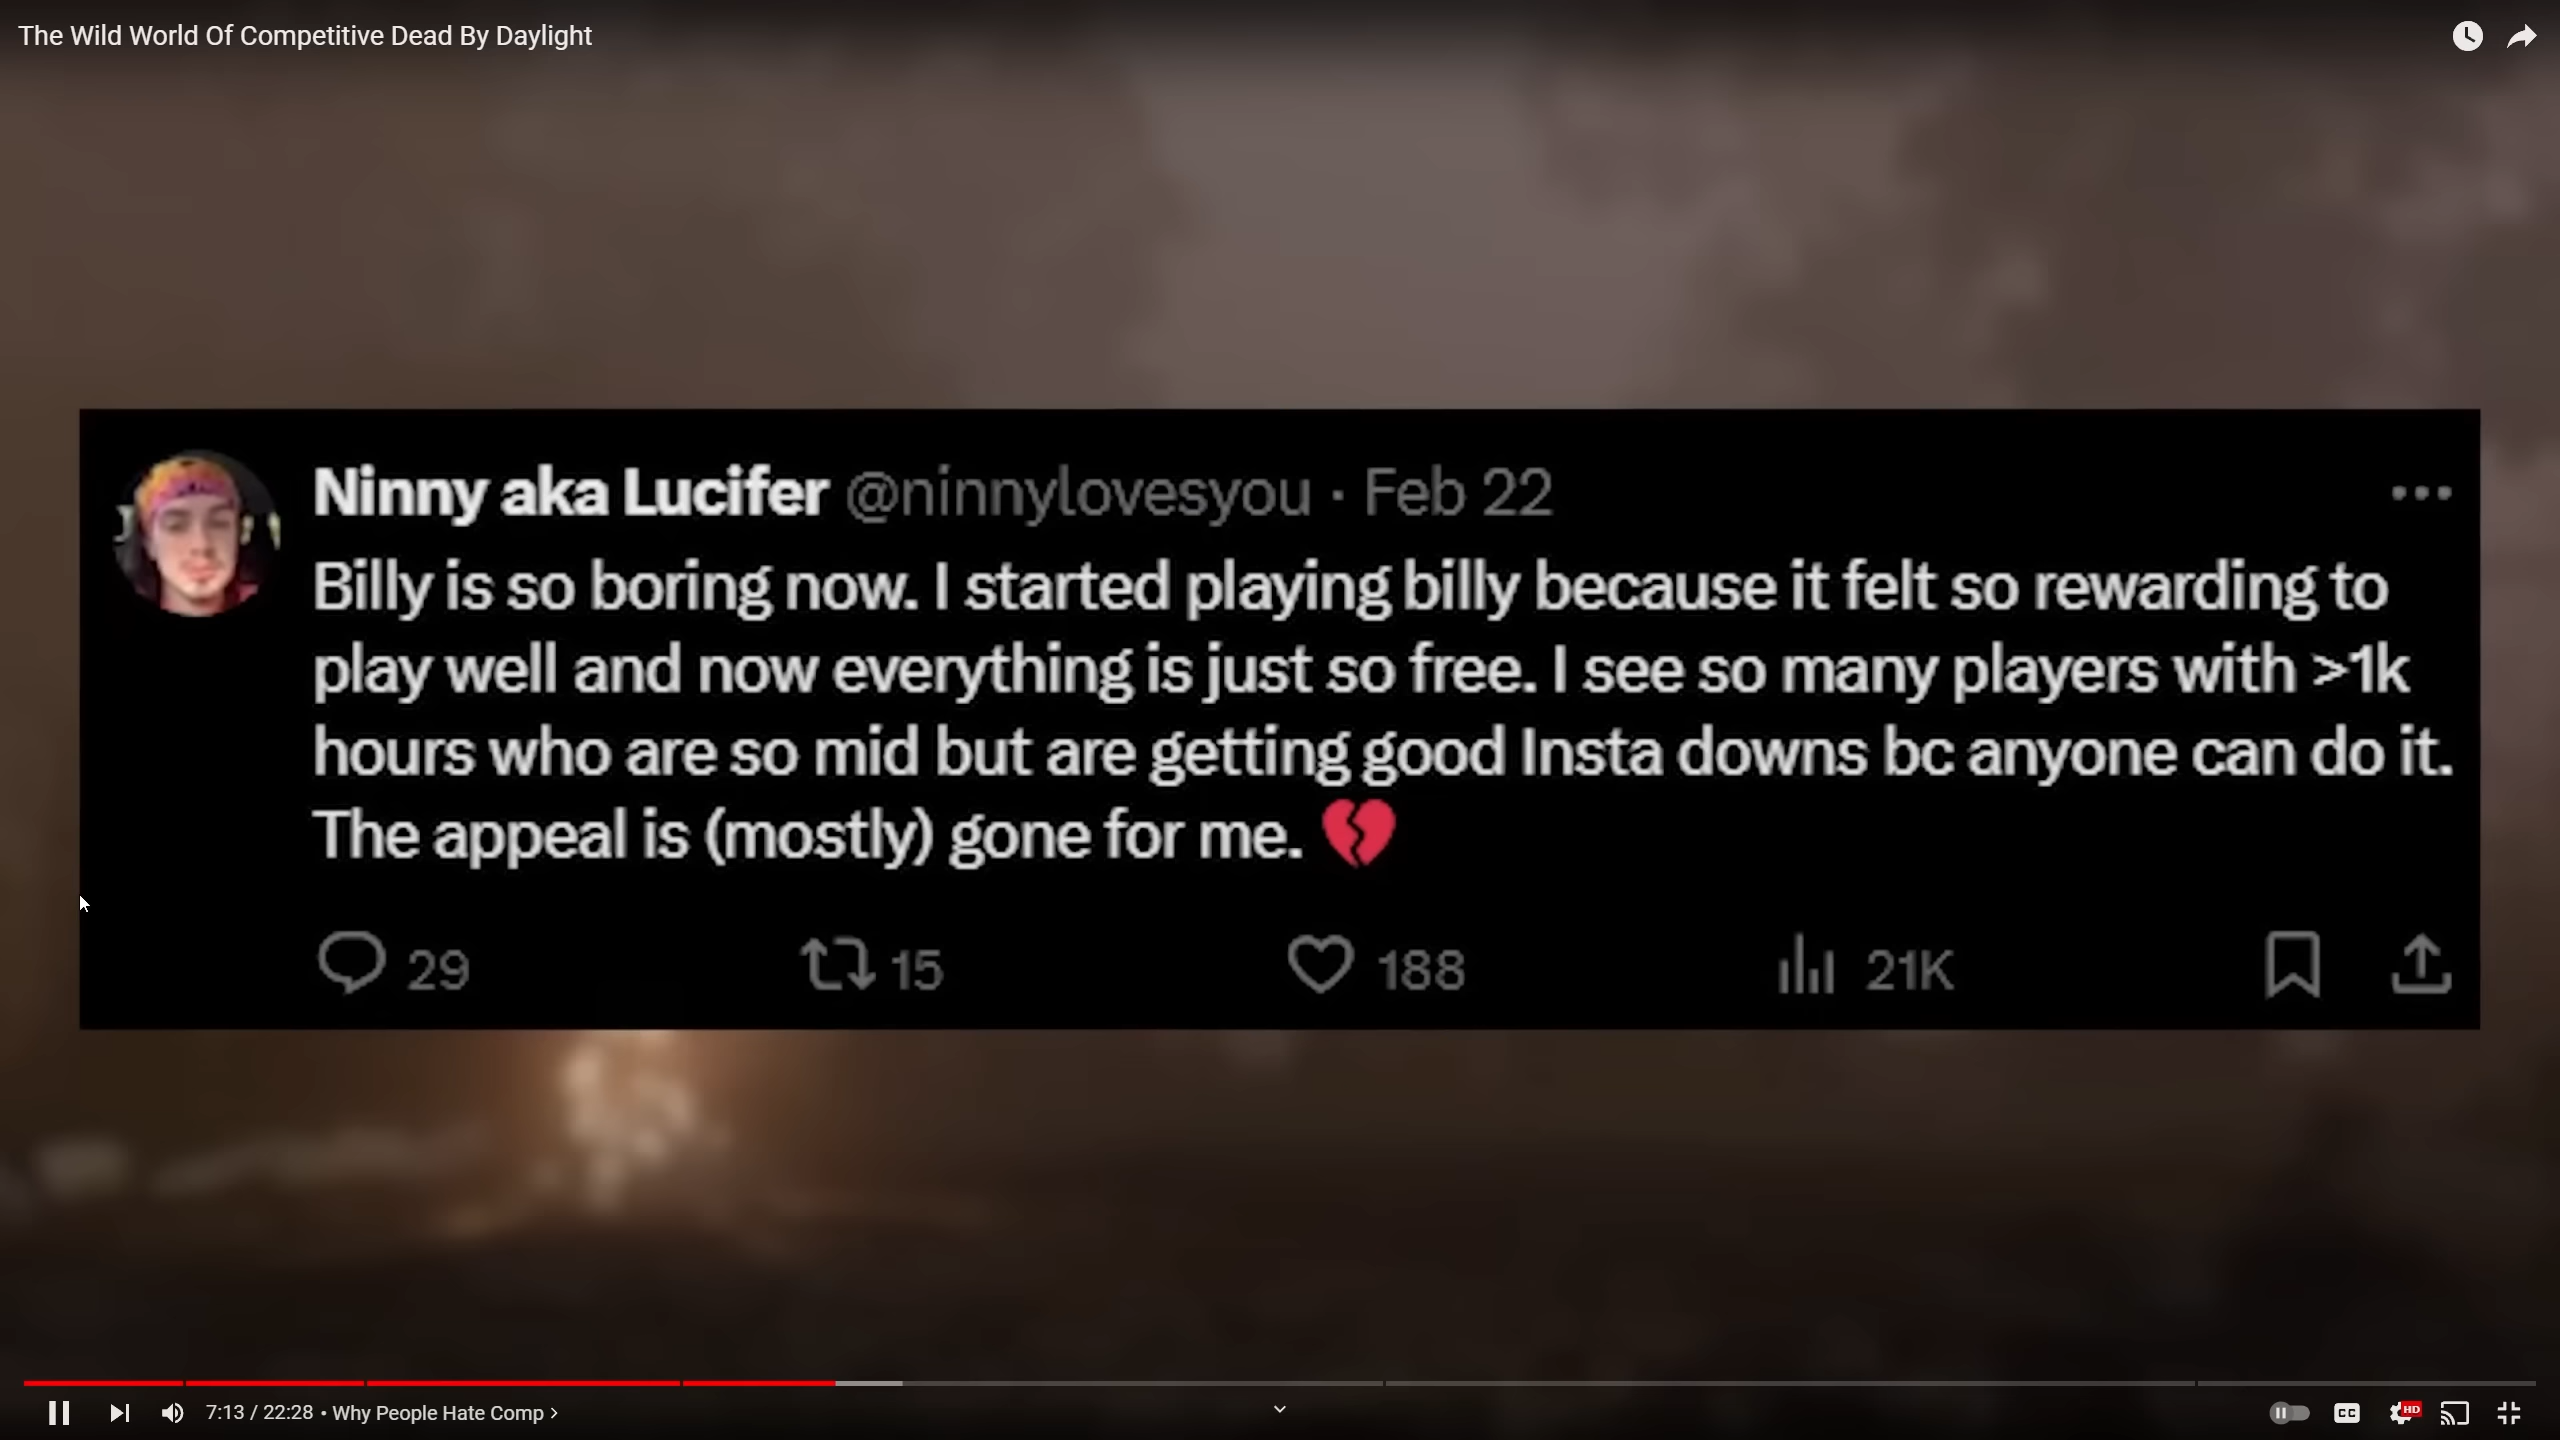 The Wild World Of Competitive Dead By Daylight
Ninny aka Lucifer @ninnylovesyou · Feb 22
Billy is so boring now. I started playing billy because it felt so rewarding to
play well and now everything is just so free. I see so many players with >1k
hours who are so mid but are getting good Insta downs bc anyone can do it.
The appeal is (mostly) gone for me. 💔
29 15 188 21K
7:13 / 22:28 • Why People Hate Comp ›
CC HD